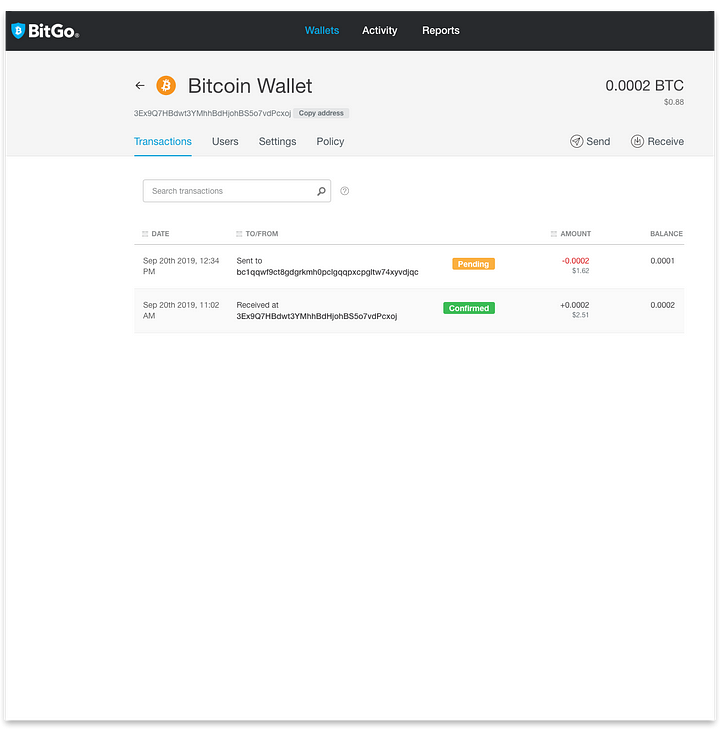 BitGo®
Wallets Activity Reports
Bitcoin Wallet
0.0002 BTC
$0.88
3Ex9Q7HBdwt3YMhhBdHjohBS5o7vdPcxoj Copy address
Transactions Users Settings Policy
Send Receive
Search transactions
DATE TO/FROM AMOUNT BALANCE
Sep 20th 2019, 12:34 Sent to Pending -0.0002 0.0001
PM bc1qqwf9ct8gdgrkmh0pclgqqpxcpgltw74xyvdjqc $1.62
Sep 20th 2019, 11:02 Received at Confirmed +0.0002 0.0002
AM 3Ex9Q7HBdwt3YMhhBdHjohBS5o7vdPcxoj $2.51